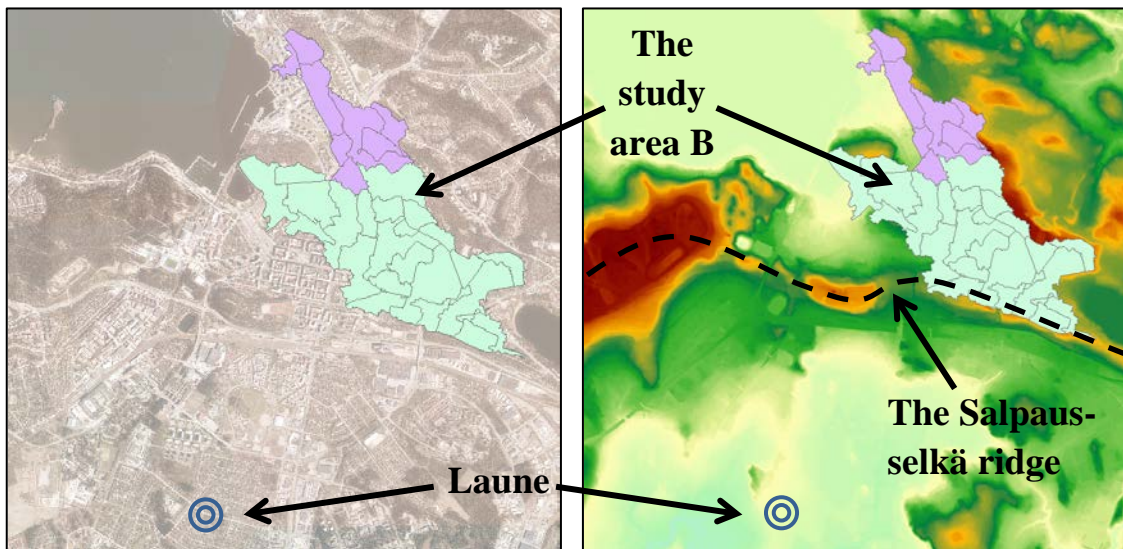 The
study
area B
The Salpaus-
selkä ridge
Laune